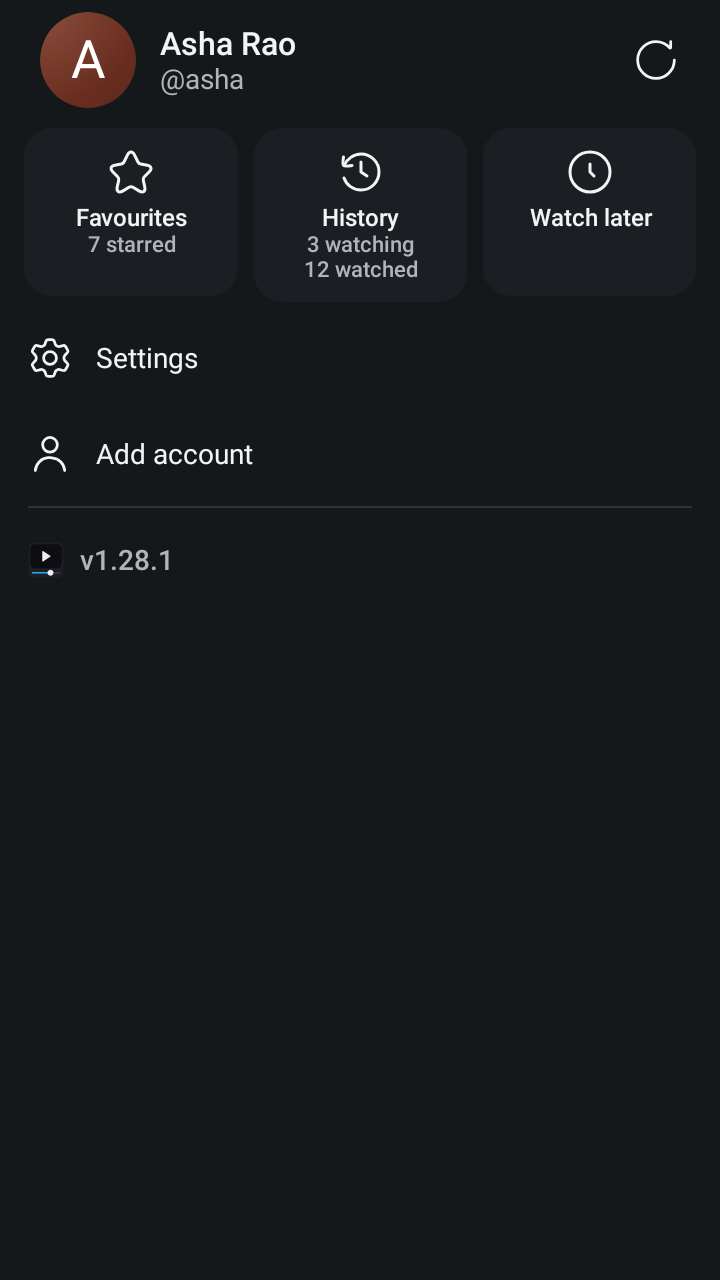 A
Asha Rao
@asha
Favourites
7 starred
History
3 watching
12 watched
Watch later
Settings
Add account
v1.28.1